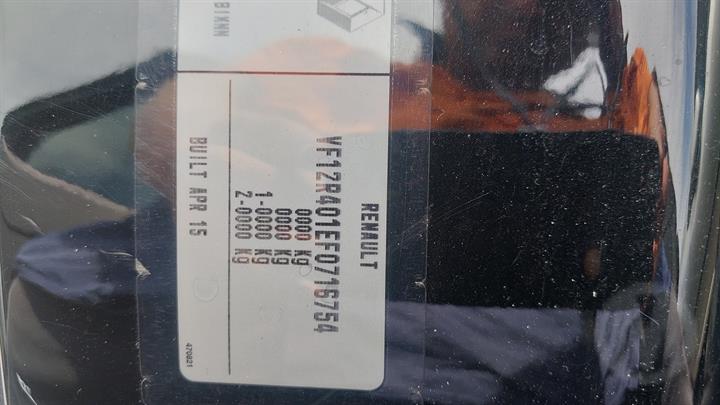 RENAULT
VF12R401EF0716754
0000 Kg
0000 Kg
1-0000 Kg
2-0000 Kg
BUILT APR 15
470821